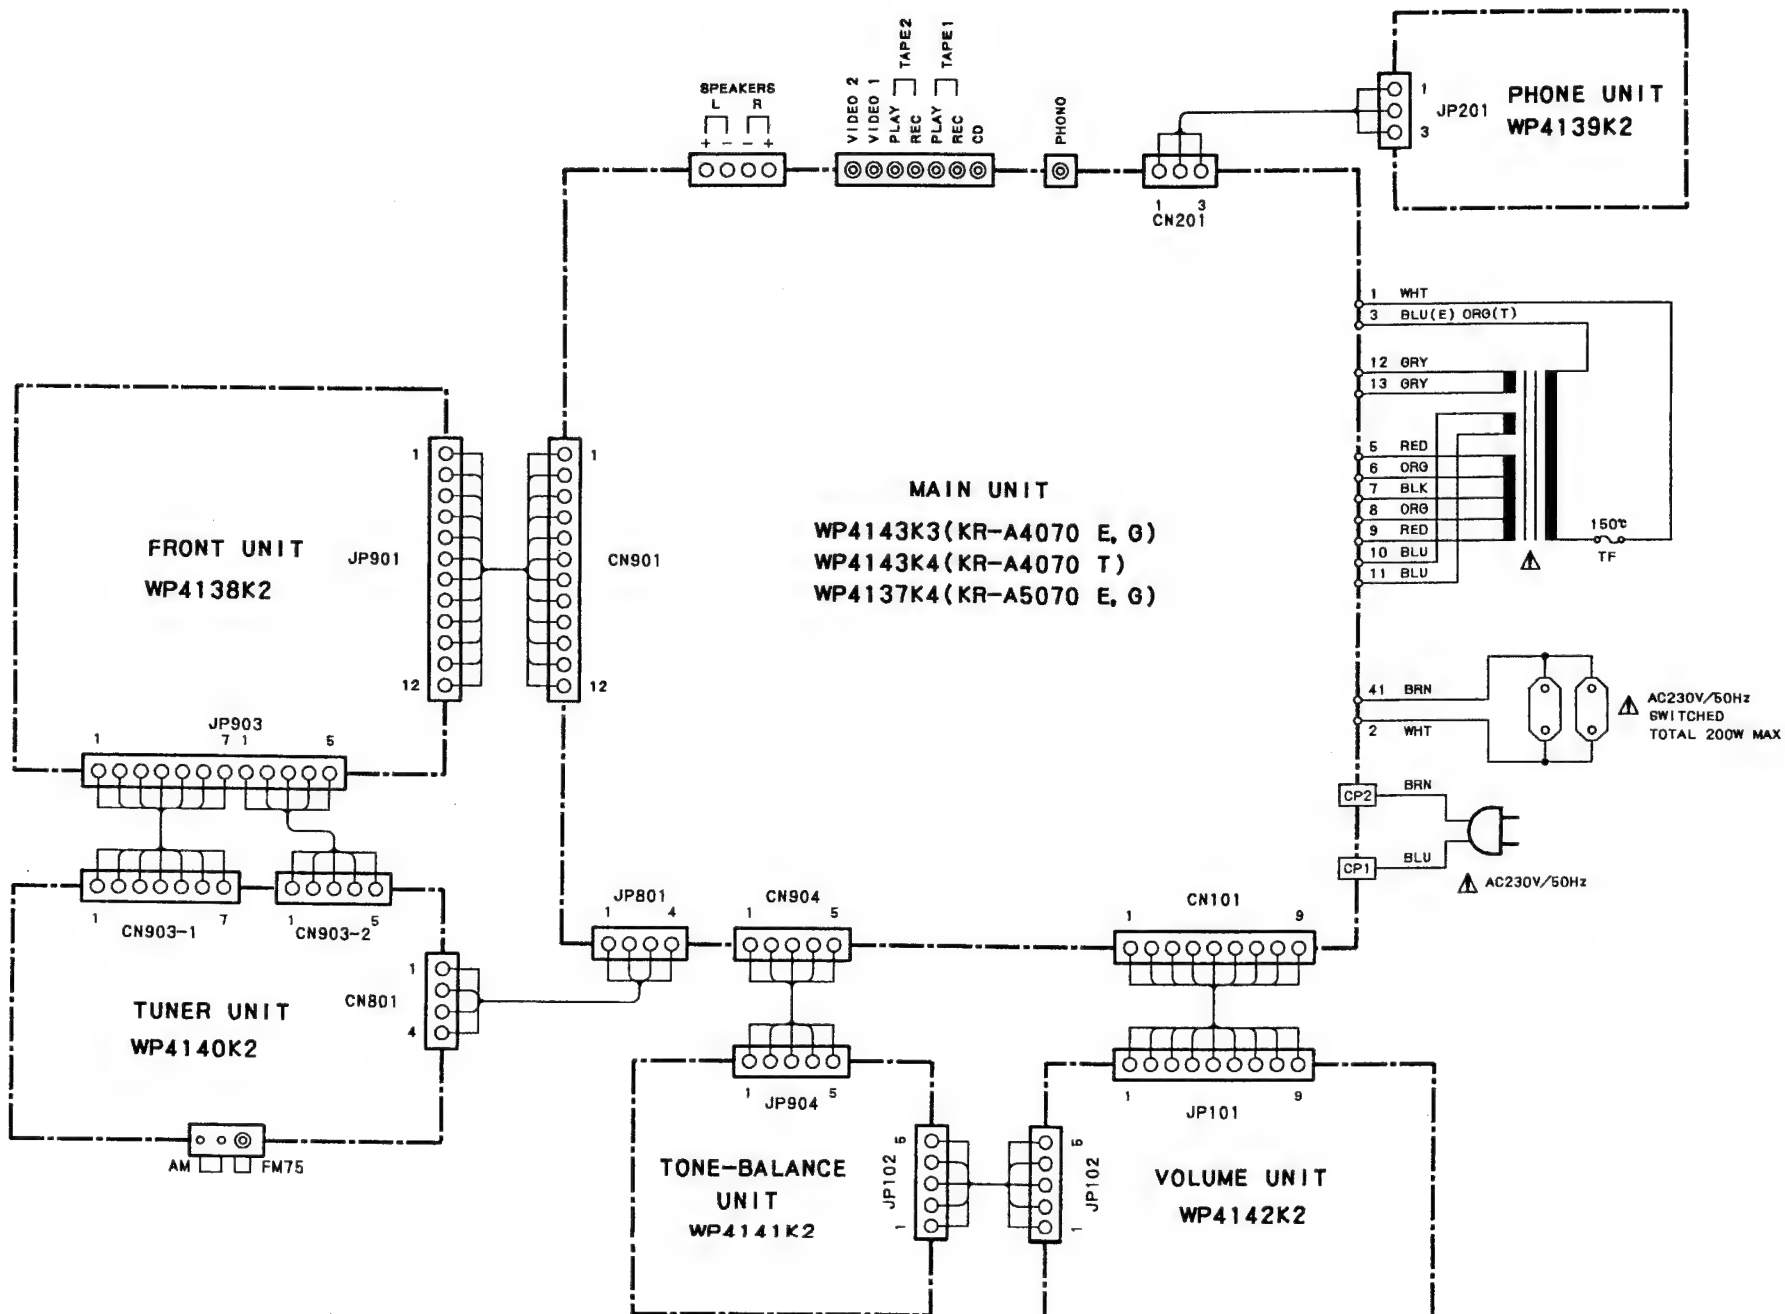 SPEAKERS
L R
+ - - +
VIDEO 2
VIDEO 1
PLAY
REC
TAPE2
PLAY
REC
TAPE1
CD
PHONO
1 3
CN201
1
3
JP201
PHONE UNIT
WP4139K2
1 WHT
3 BLU(E) ORG(T)
12 GRY
13 GRY
5 RED
6 ORG
7 BLK
8 ORG
9 RED
10 BLU
11 BLU
150℃
TF
MAIN UNIT
WP4143K3(KR-A4070 E, G)
WP4143K4(KR-A4070 T)
WP4137K4(KR-A5070 E, G)
FRONT UNIT
WP4138K2
1
JP901
12
1
CN901
12
JP903
1 7 1 5
41 BRN
2 WHT
AC230V/50Hz
SWITCHED
TOTAL 200W MAX
CP2 BRN
CP1 BLU
AC230V/50Hz
1 7
CN903-1
1 5
CN903-2
TUNER UNIT
WP4140K2
1
CN801
4
AM FM75
JP801
1 4
CN904
1 5
CN101
1 9
1 5
JP904
1 9
JP101
TONE-BALANCE
UNIT
WP4141K2
5
JP102
1
5
JP102
1
VOLUME UNIT
WP4142K2